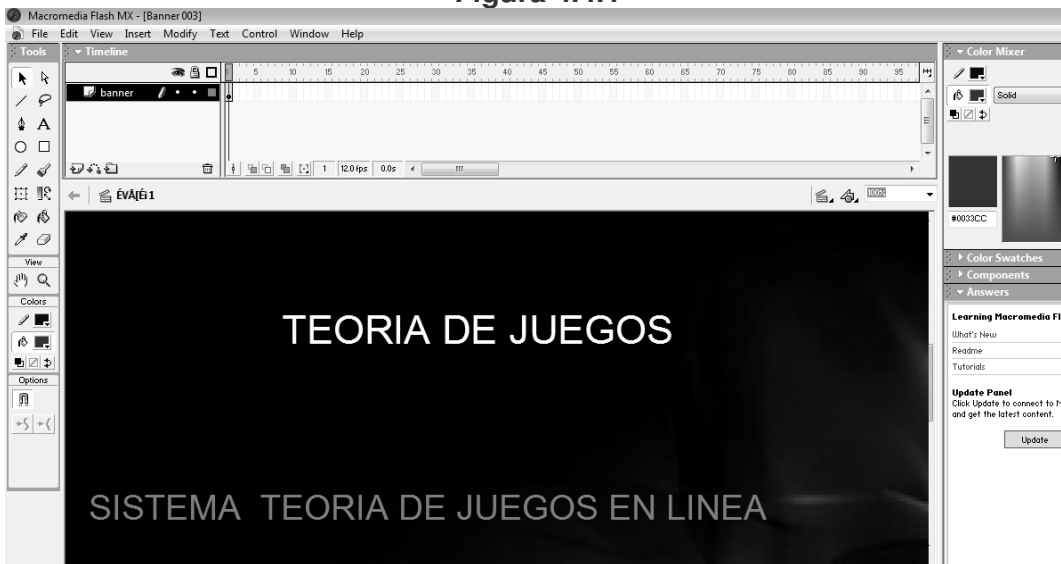 Macromedia Flash MX - [Banner 003]
File Edit View Insert Modify Text Control Window Help
Tools
Timeline
Color Mixer
1 5 10 15 20 25 30 35 40 45 50 55 60 65 70 75 80 85 90 95
banner
Solid
1 12.0 fps 0.0s
ÉVÅ[Éì1
100%
#0033CC
View
Color Swatches
Components
Answers
Colors
Learning Macromedia Fl
What's New
Readme
Tutorials
TEORIA DE JUEGOS
Options
Update Panel
Click Update to connect to
and get the latest content.
Update
SISTEMA TEORIA DE JUEGOS EN LINEA